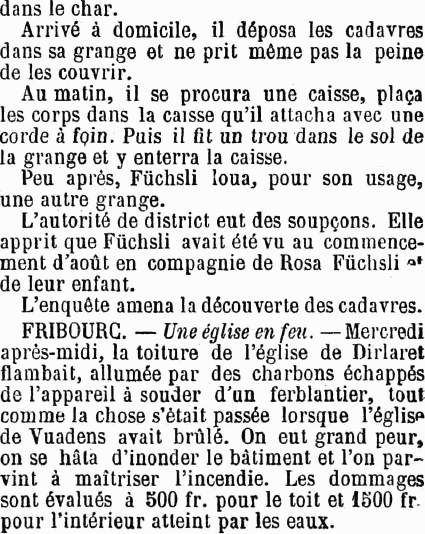 dans le char.
Arrivé à domicile, il déposa les cadavres
dans sa grange et ne prit même pas la peine
de les couvrir.
Au matin, il se procura une caisse, plaça
les corps dans la caisse qu'il attacha avec une
corde à foin. Puis il fit un trou dans le sol de
la grange et y enterra la caisse.
Peu après, Füchsli loua, pour son usage,
une autre grange.
L'autorité de district eut des soupçons. Elle
apprit que Füchsli avait été vu au commence-
ment d'août en compagnie de Rosa Füchsli et
de leur enfant.
L'enquête amena la découverte des cadavres.
FRIBOURG. — Une église en feu. — Mercredi
après-midi, la toiture de l'église de Dirlaret
flambait, allumée par des charbons échappés
de l'appareil à souder d'un ferblantier, tout
comme la chose s'était passée lorsque l'église
de Vuadens avait brûlé. On eut grand peur,
on se hâta d'inonder le bâtiment et l'on par-
vint à maîtriser l'incendie. Les dommages
sont évalués à 500 fr. pour le toit et 1500 fr.
pour l'intérieur atteint par les eaux.